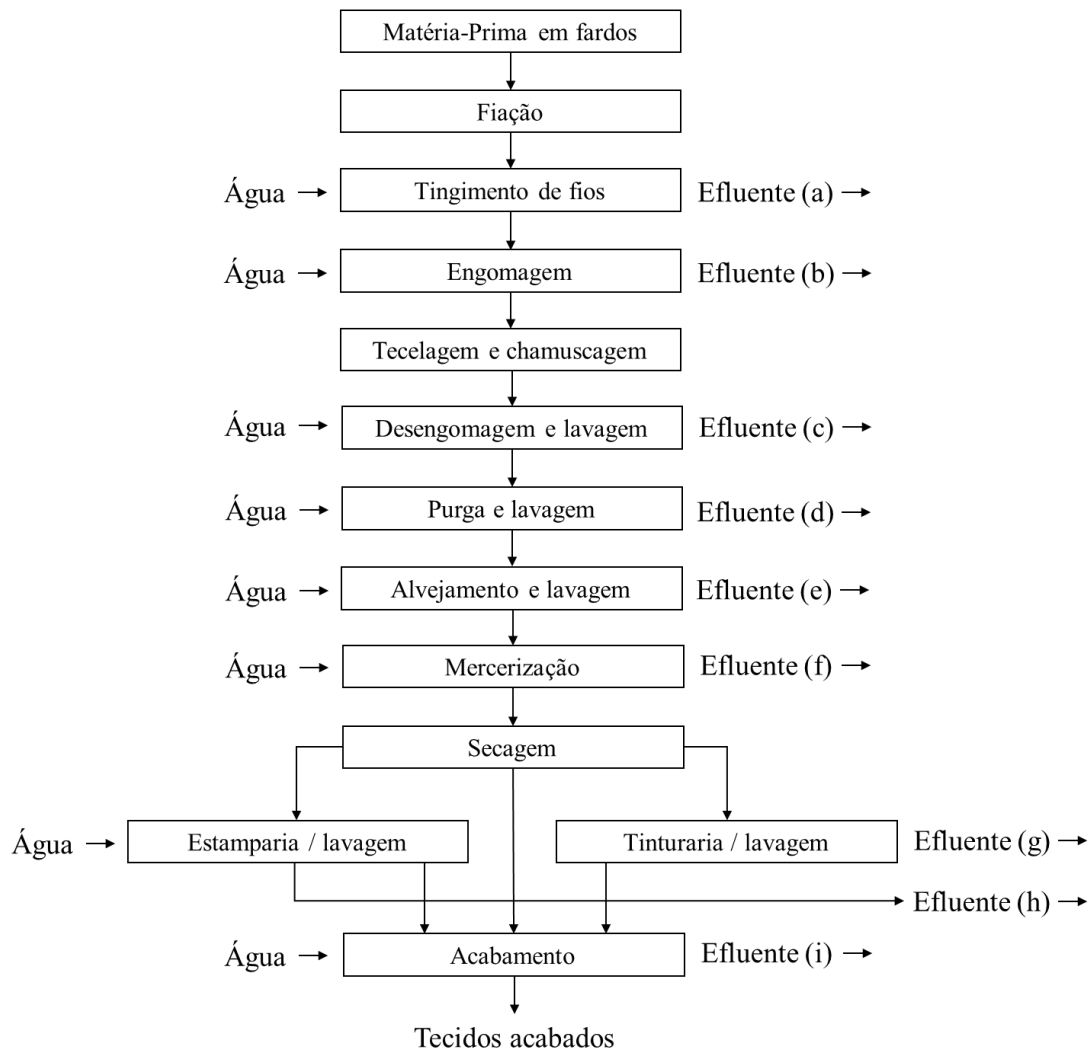 Matéria-Prima em fardos
Fiação
Água
Tingimento de fios
Efluente (a)
Água
Engomagem
Efluente (b)
Tecelagem e chamuscagem
Água
Desengomagem e lavagem
Efluente (c)
Água
Purga e lavagem
Efluente (d)
Água
Alvejamento e lavagem
Efluente (e)
Água
Mercerização
Efluente (f)
Secagem
Água
Estamparia / lavagem
Tinturaria / lavagem
Efluente (g)
Efluente (h)
Água
Acabamento
Efluente (i)
Tecidos acabados